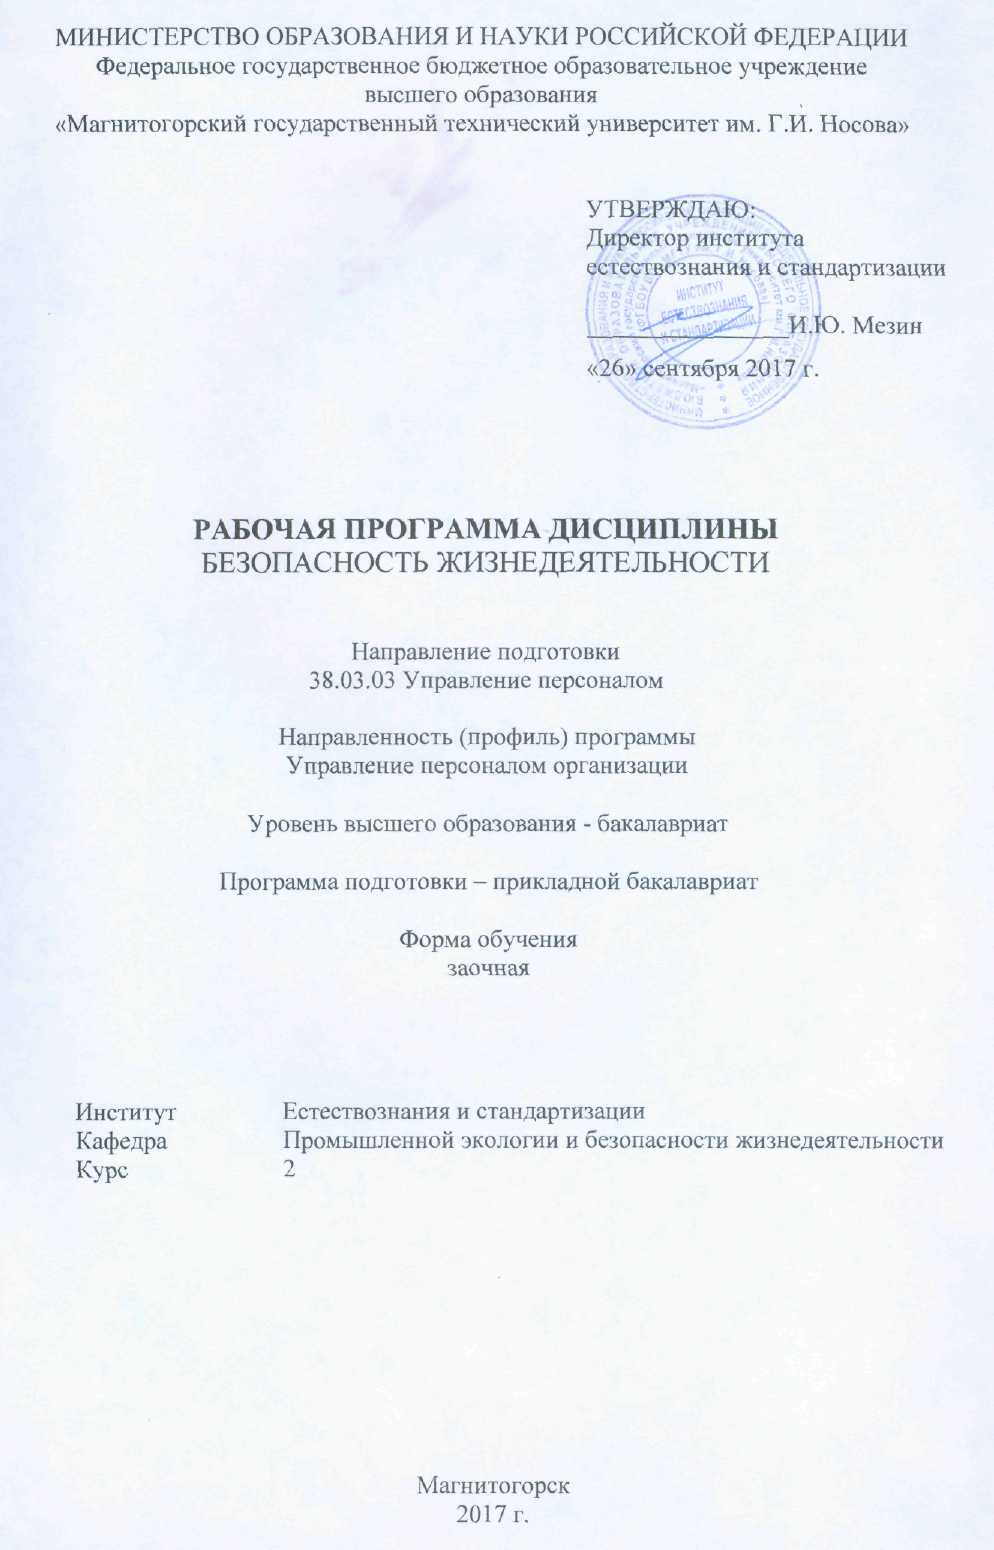 МИНИСТЕРСТВО ОБРАЗОВАНИЯ И НАУКИ РОССИЙСКОЙ ФЕДЕРАЦИИ
Федеральное государственное бюджетное образовательное учреждение
высшего образования
«Магнитогорский государственный технический университет им. Г.И. Носова»
УТВЕРЖДАЮ:
Директор института
естествознания и стандартизации
ИНСТИТУТ
ЕСТЕСТВОЗНАНИЯ
И СТАНДАРТИЗАЦИИ
И.Ю. Мезин
«26» сентября 2017 г.
РАБОЧАЯ ПРОГРАММА ДИСЦИПЛИНЫ
БЕЗОПАСНОСТЬ ЖИЗНЕДЕЯТЕЛЬНОСТИ
Направление подготовки
38.03.03 Управление персоналом
Направленность (профиль) программы
Управление персоналом организации
Уровень высшего образования - бакалавриат
Программа подготовки – прикладной бакалавриат
Форма обучения
заочная
Институт Естествознания и стандартизации
Кафедра Промышленной экологии и безопасности жизнедеятельности
Курс 2
Магнитогорск
2017 г.